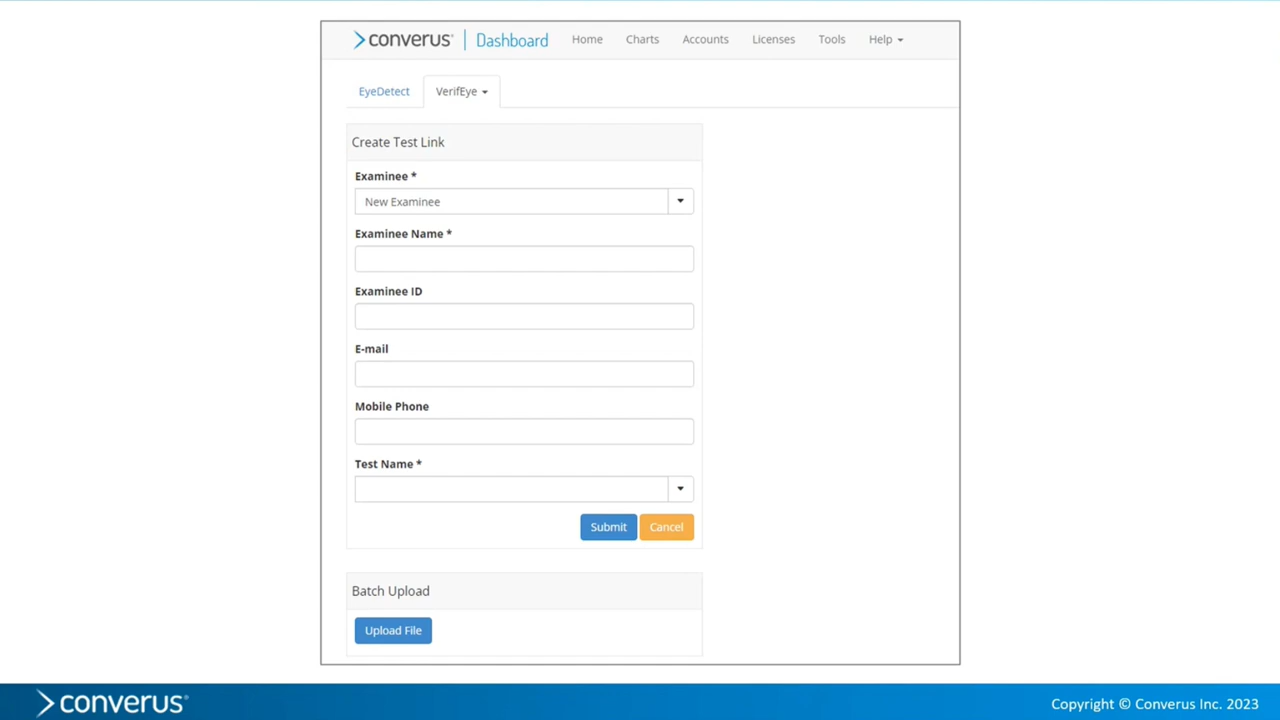 converus® | Dashboard Home Charts Accounts Licenses Tools Help
EyeDetect VerifEye
Create Test Link
Examinee *
New Examinee
Examinee Name *
Examinee ID
E-mail
Mobile Phone
Test Name *
Submit Cancel
Batch Upload
Upload File
converus® Copyright © Converus Inc. 2023